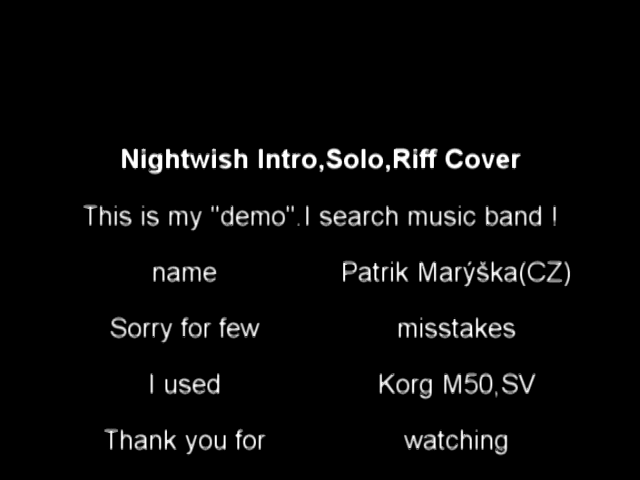 Nightwish Intro,Solo,Riff Cover
This is my "demo".I search music band !
name Patrik Marýška(CZ)
Sorry for few misstakes
I used Korg M50,SV
Thank you for watching